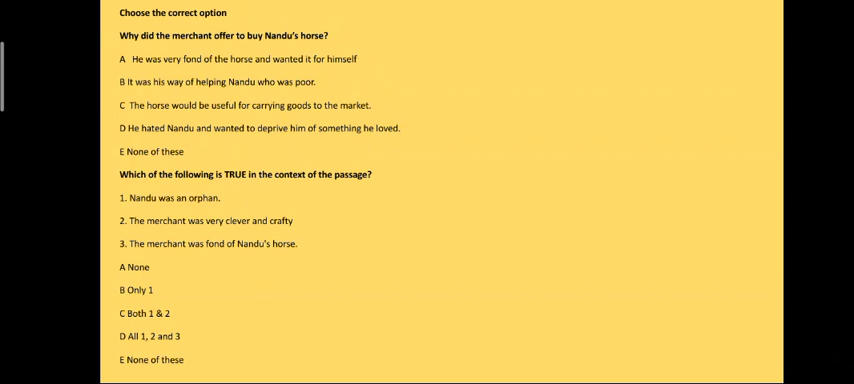 Choose the correct option
Why did the merchant offer to buy Nandu's horse?
A He was very fond of the horse and wanted it for himself
B It was his way of helping Nandu who was poor.
C The horse would be useful for carrying goods to the market.
D He hated Nandu and wanted to deprive him of something he loved.
E None of these
Which of the following is TRUE in the context of the passage?
1. Nandu was an orphan.
2. The merchant was very clever and crafty
3. The merchant was fond of Nandu's horse.
A None
B Only 1
C Both 1 & 2
D All 1, 2 and 3
E None of these